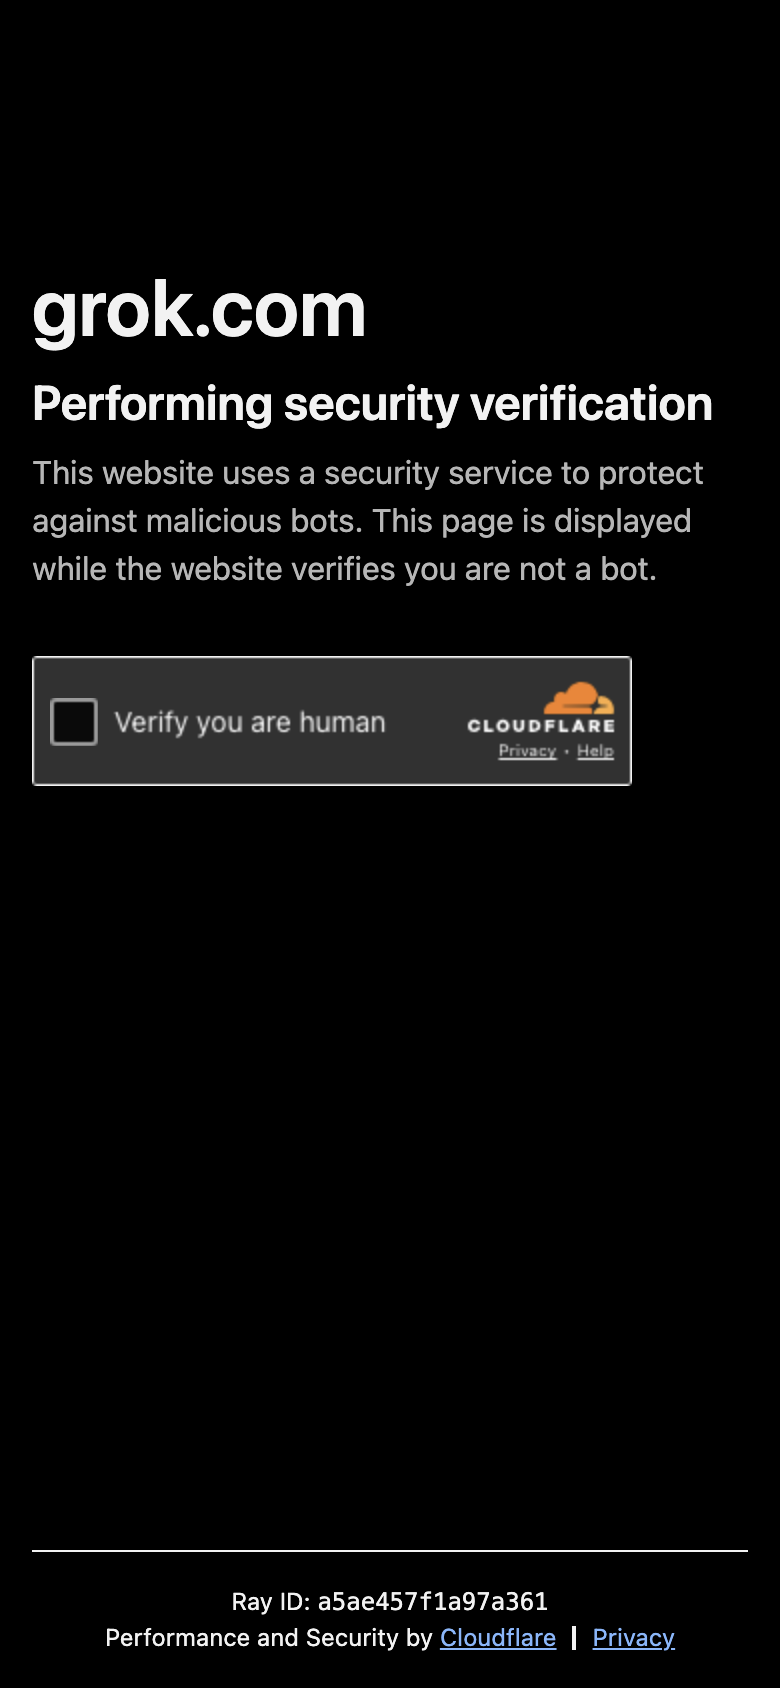 grok.com
Performing security verification
This website uses a security service to protect
against malicious bots. This page is displayed
while the website verifies you are not a bot.
Verify you are human
CLOUDFLARE
Privacy • Help
Ray ID: a5ae457f1a97a361
Performance and Security by Cloudflare | Privacy